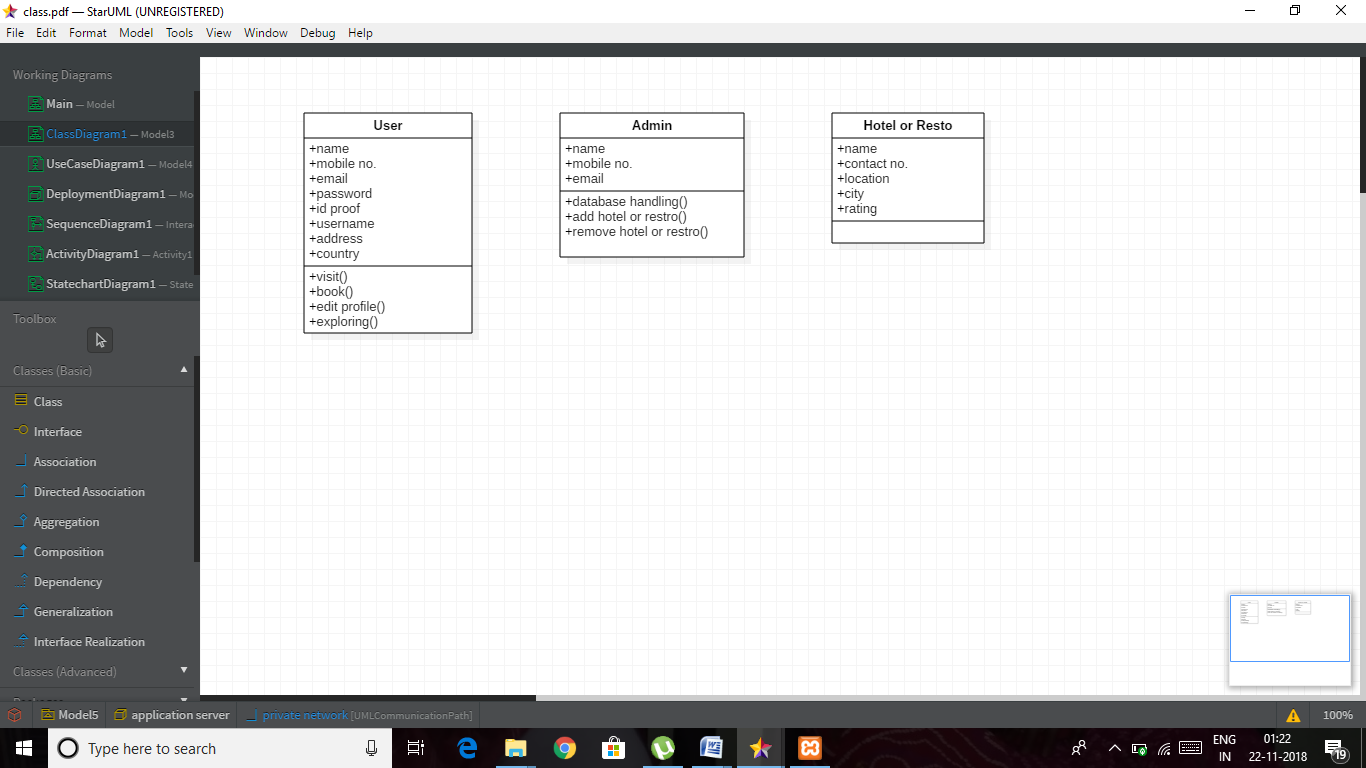 class.pdf — StarUML (UNREGISTERED)
File Edit Format Model Tools View Window Debug Help
Working Diagrams
Main — Model
ClassDiagram1 — Model3
UseCaseDiagram1 — Model4
DeploymentDiagram1 — Mo
SequenceDiagram1 — Intera
ActivityDiagram1 — Activity1
StatechartDiagram1 — State
Toolbox
Classes (Basic)
Class
Interface
Association
Directed Association
Aggregation
Composition
Dependency
Generalization
Interface Realization
Classes (Advanced)
User
+name
+mobile no.
+email
+password
+id proof
+username
+address
+country
+visit()
+book()
+edit profile()
+exploring()
Admin
+name
+mobile no.
+email
+database handling()
+add hotel or restro()
+remove hotel or restro()
Hotel or Resto
+name
+contact no.
+location
+city
+rating
Model5 application server private network [UMLCommunicationPath] 100%
Type here to search
ENG
IN
01:22
22-11-2018
19